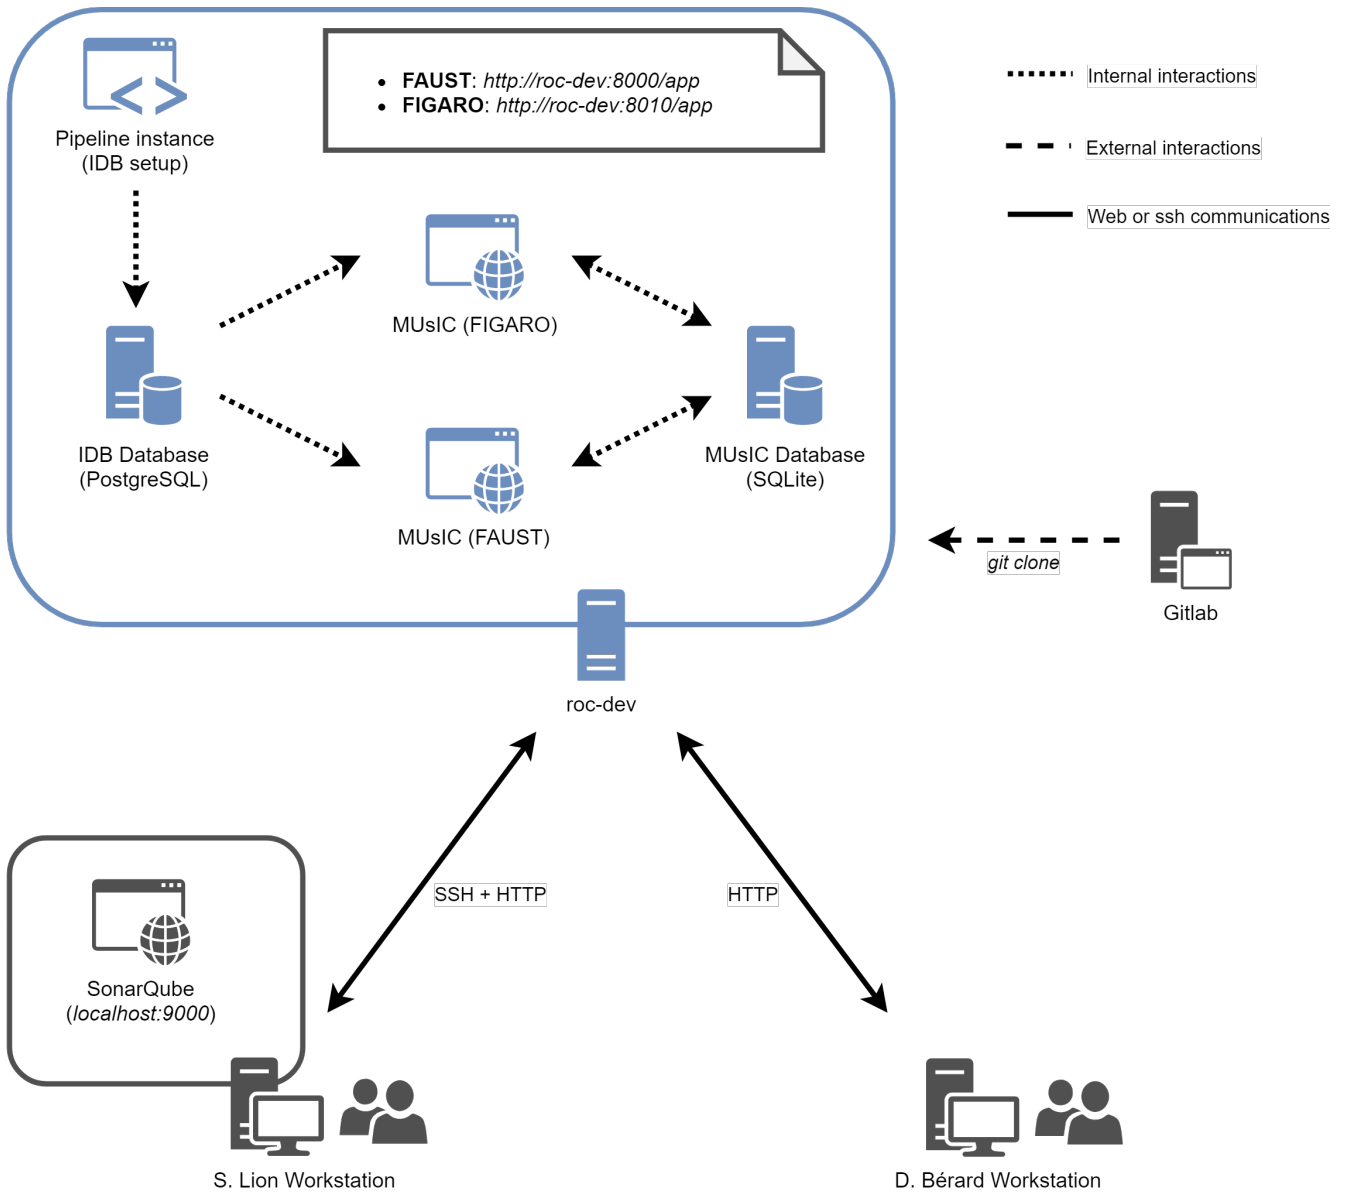 FAUST: http://roc-dev:8000/app
FIGARO: http://roc-dev:8010/app
Pipeline instance
(IDB setup)
Internal interactions
External interactions
Web or ssh communications
MUsIC (FIGARO)
IDB Database
(PostgreSQL)
MUsIC Database
(SQLite)
MUsIC (FAUST)
git clone
Gitlab
roc-dev
SSH + HTTP
HTTP
SonarQube
(localhost:9000)
S. Lion Workstation
D. Bérard Workstation